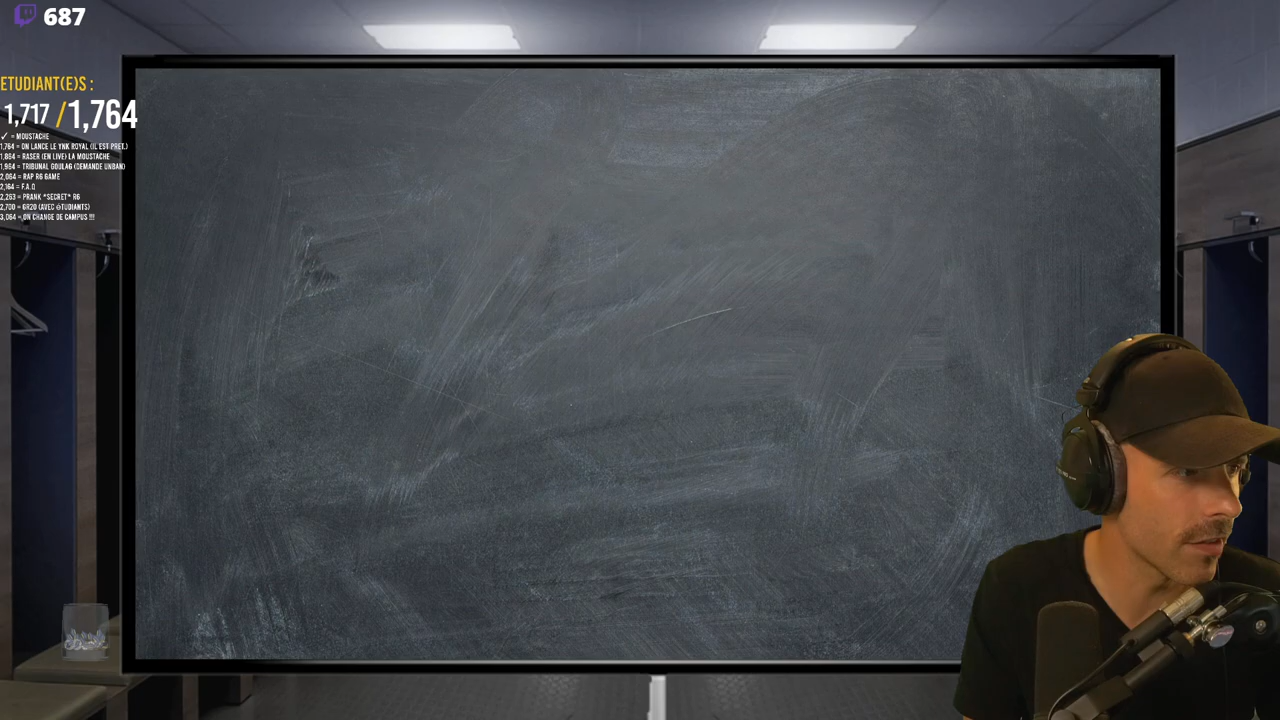 687
ETUDIANT(E)S :
1,717 / 1,764
✓ = MOUSTACHE
1,764 = ON LANCE LE YNK ROYAL (IL EST PRET.)
1,864 = RASER (EN LIVE) LA MOUSTACHE
1,964 = TRIBUNAL GOULAG (DEMANDE UNBAN)
2,064 = RAP R6 GAME
2,164 = F.A.Q
2,263 = PRANK *SECRET* R6
2,700 = GR20 (AVEC ÉTUDIANTS)
3,064 = ON CHANGE DE CAMPUS !!!